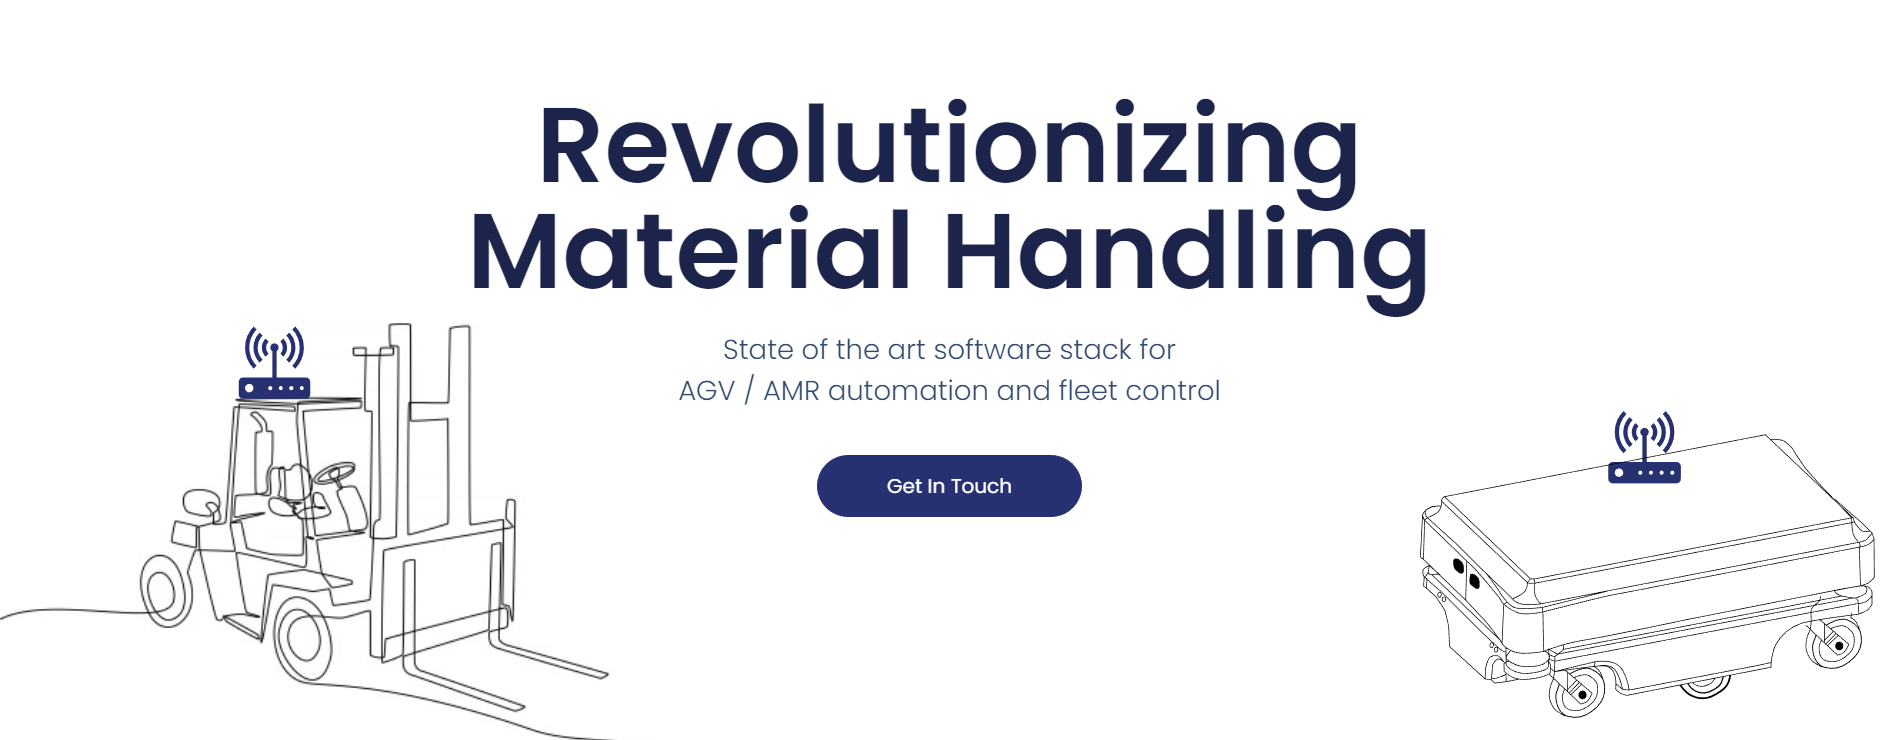 Revolutionizing
Material Handling
State of the art software stack for
AGV / AMR automation and fleet control
Get In Touch